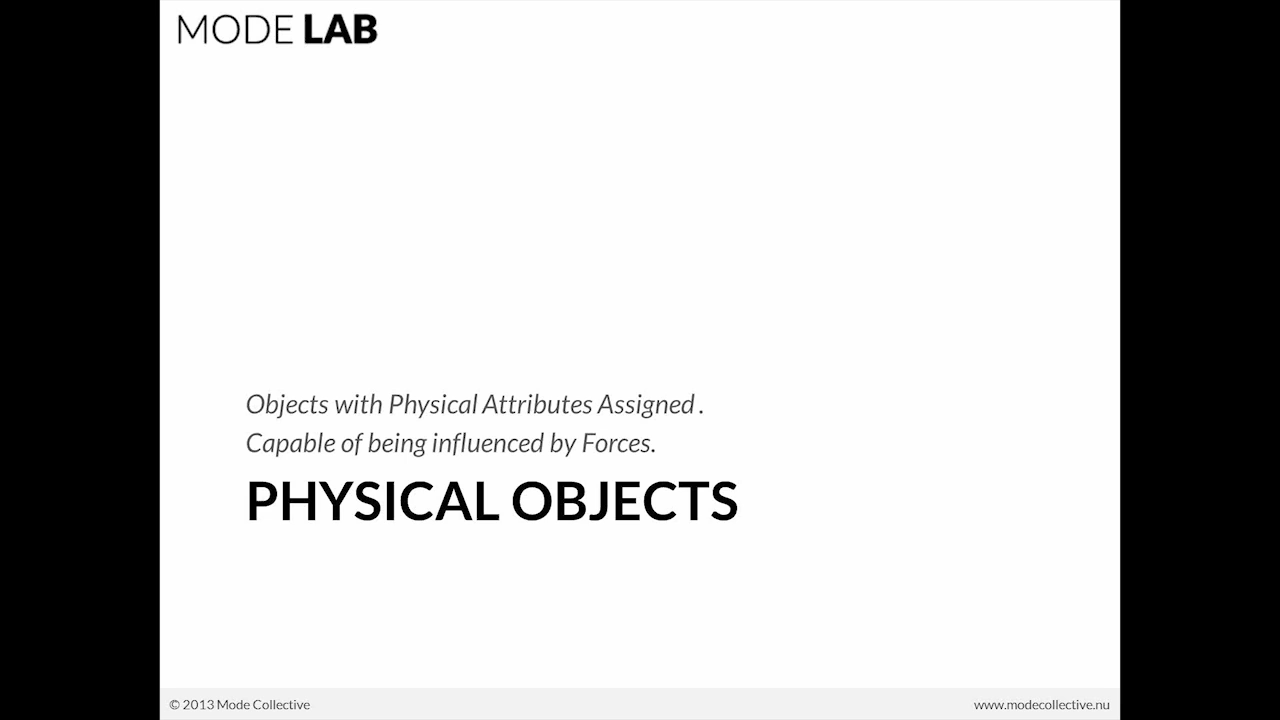 MODE LAB
Objects with Physical Attributes Assigned .
Capable of being influenced by Forces.
PHYSICAL OBJECTS
© 2013 Mode Collective
www.modecollective.nu